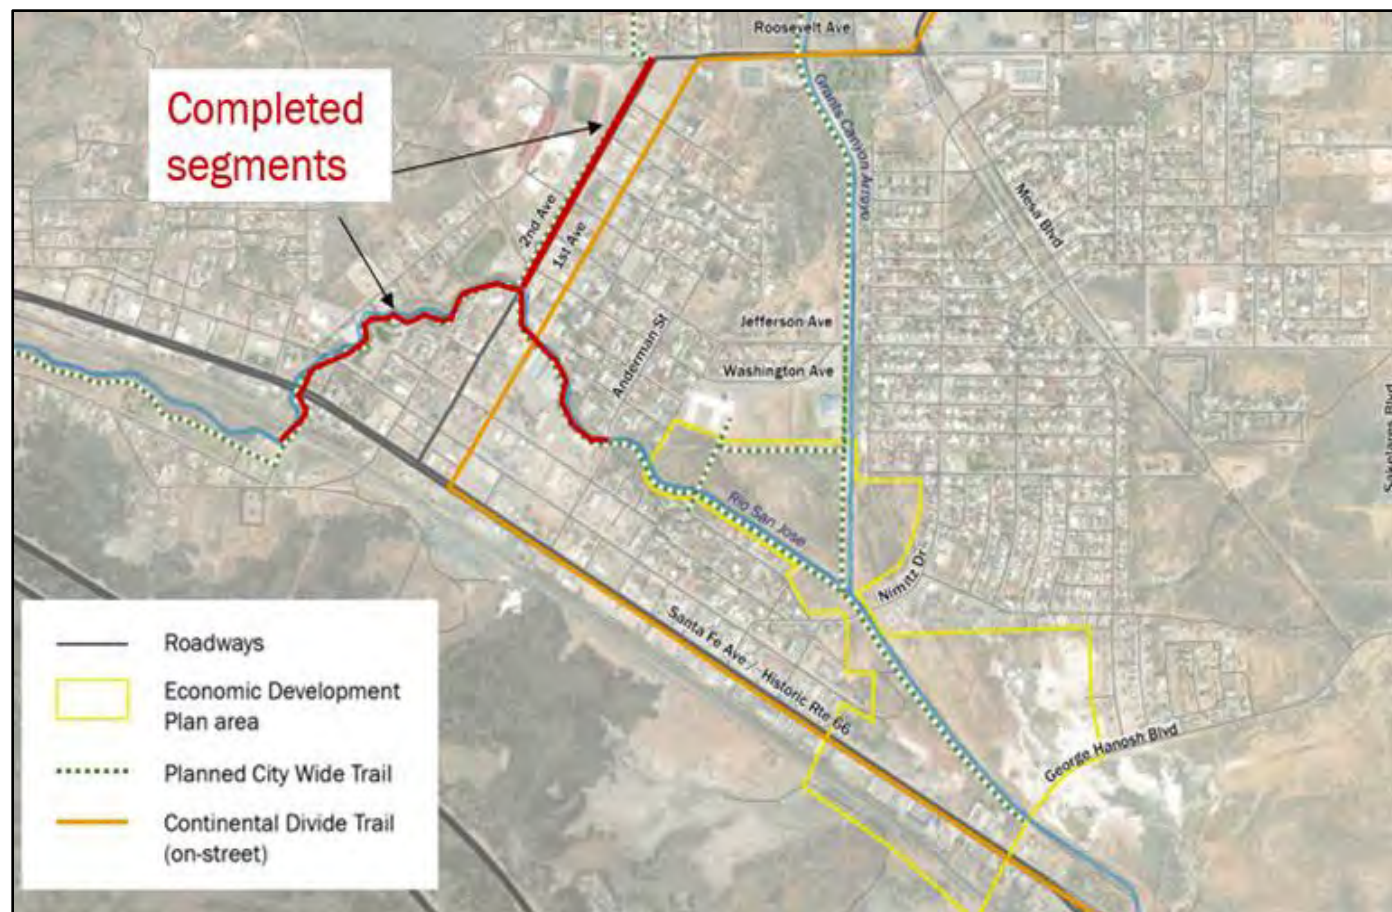 Roosevelt Ave
Completed
segments
Grants Canyon Arroyo
2nd Ave
1st Ave
Mesa Blvd
Jefferson Ave
Anderman St
Washington Ave
Rio San Jose
Nimitz Dr
Santa Fe Ave / Historic Rte 66
George Hanosh Blvd
Roadways
Economic Development
Plan area
Planned City Wide Trail
Continental Divide Trail
(on-street)